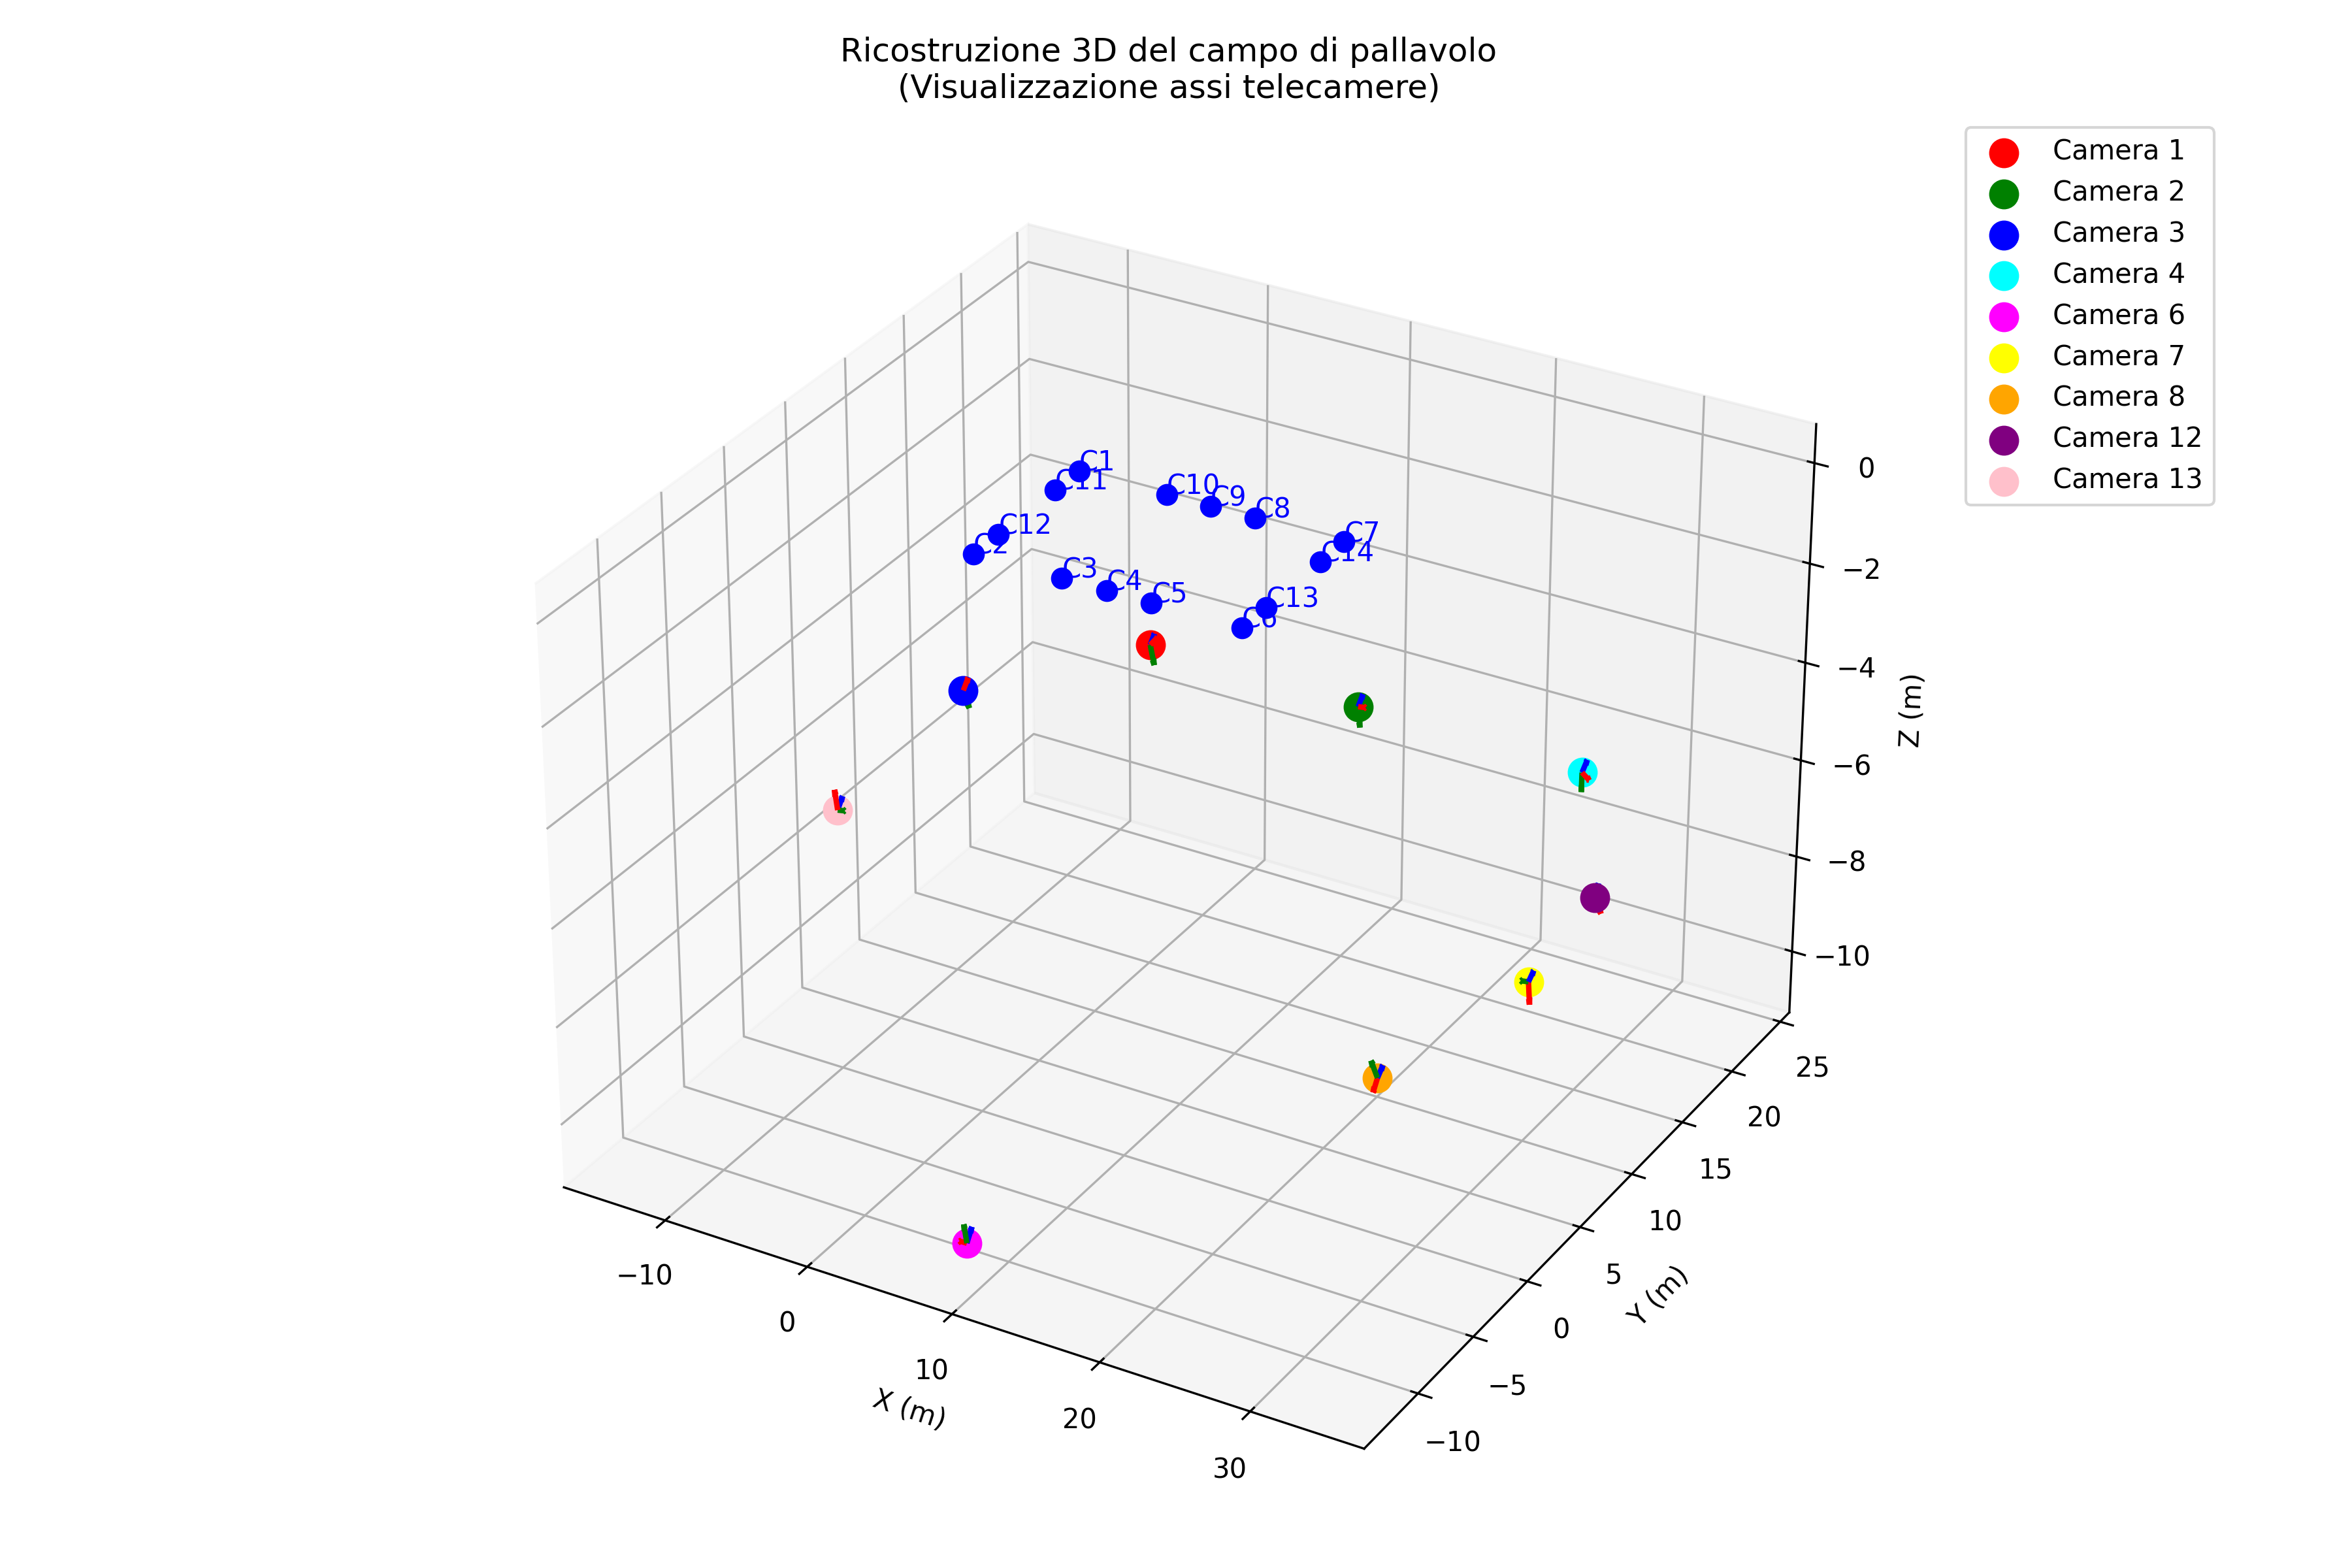 Ricostruzione 3D del campo di pallavolo
(Visualizzazione assi telecamere)
Camera 1
Camera 2
Camera 3
Camera 4
Camera 6
Camera 7
Camera 8
Camera 12
Camera 13
C1
C11
C10
C9
C8
C7
C14
C12
C2
C3
C4
C5
C13
C6
0
−2
−4
−6
−8
−10
Z (m)
25
20
15
10
5
0
−5
−10
Y (m)
−10
0
10
20
30
X (m)